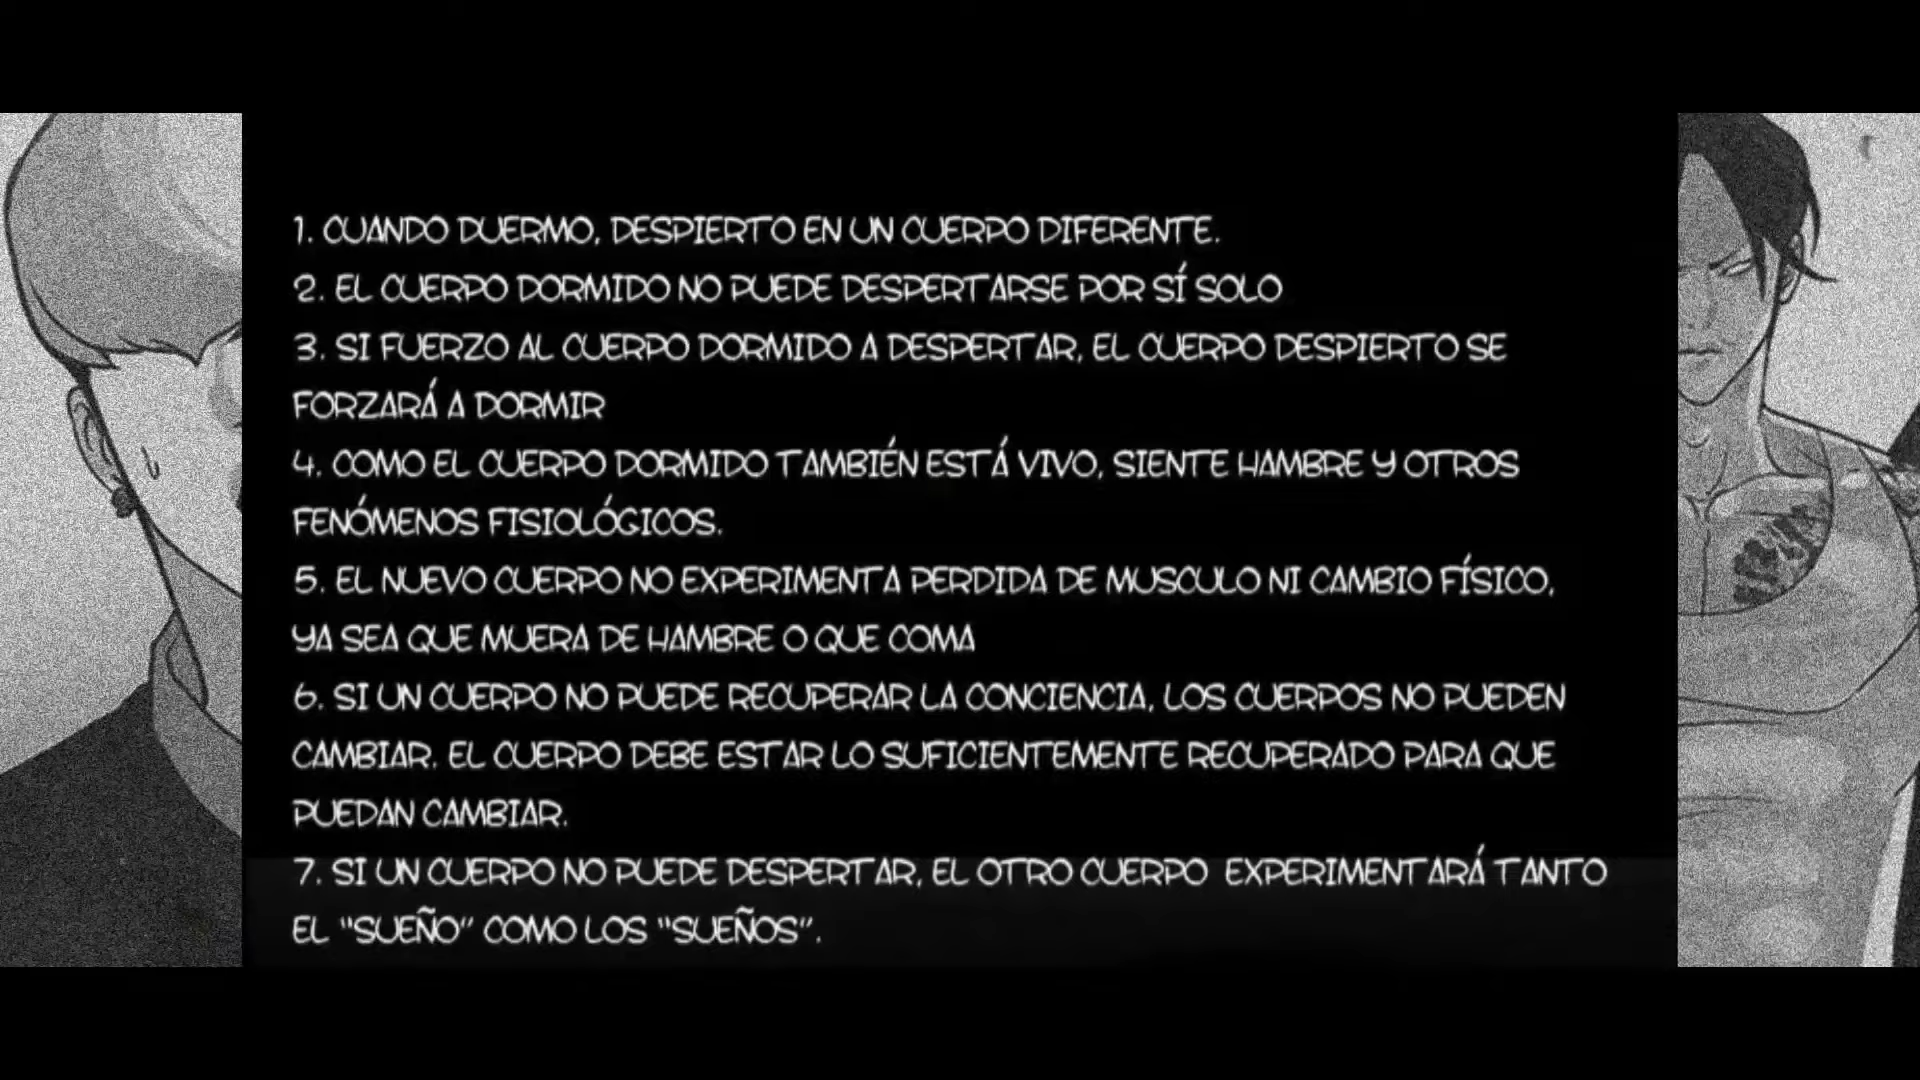 1. CUANDO DUERMO, DESPIERTO EN UN CUERPO DIFERENTE.
2. EL CUERPO DORMIDO NO PUEDE DESPERTARSE POR SÍ SOLO
3. SI FUERZO AL CUERPO DORMIDO A DESPERTAR, EL CUERPO DESPIERTO SE
FORZARÁ A DORMIR
4. COMO EL CUERPO DORMIDO TAMBIÉN ESTÁ VIVO, SIENTE HAMBRE Y OTROS
FENÓMENOS FISIOLÓGICOS.
5. EL NUEVO CUERPO NO EXPERIMENTA PERDIDA DE MUSCULO NI CAMBIO FÍSICO,
YA SEA QUE MUERA DE HAMBRE O QUE COMA
6. SI UN CUERPO NO PUEDE RECUPERAR LA CONCIENCIA, LOS CUERPOS NO PUEDEN
CAMBIAR. EL CUERPO DEBE ESTAR LO SUFICIENTEMENTE RECUPERADO PARA QUE
PUEDAN CAMBIAR.
7. SI UN CUERPO NO PUEDE DESPERTAR, EL OTRO CUERPO EXPERIMENTARÁ TANTO
EL "SUEÑO" COMO LOS "SUEÑOS".